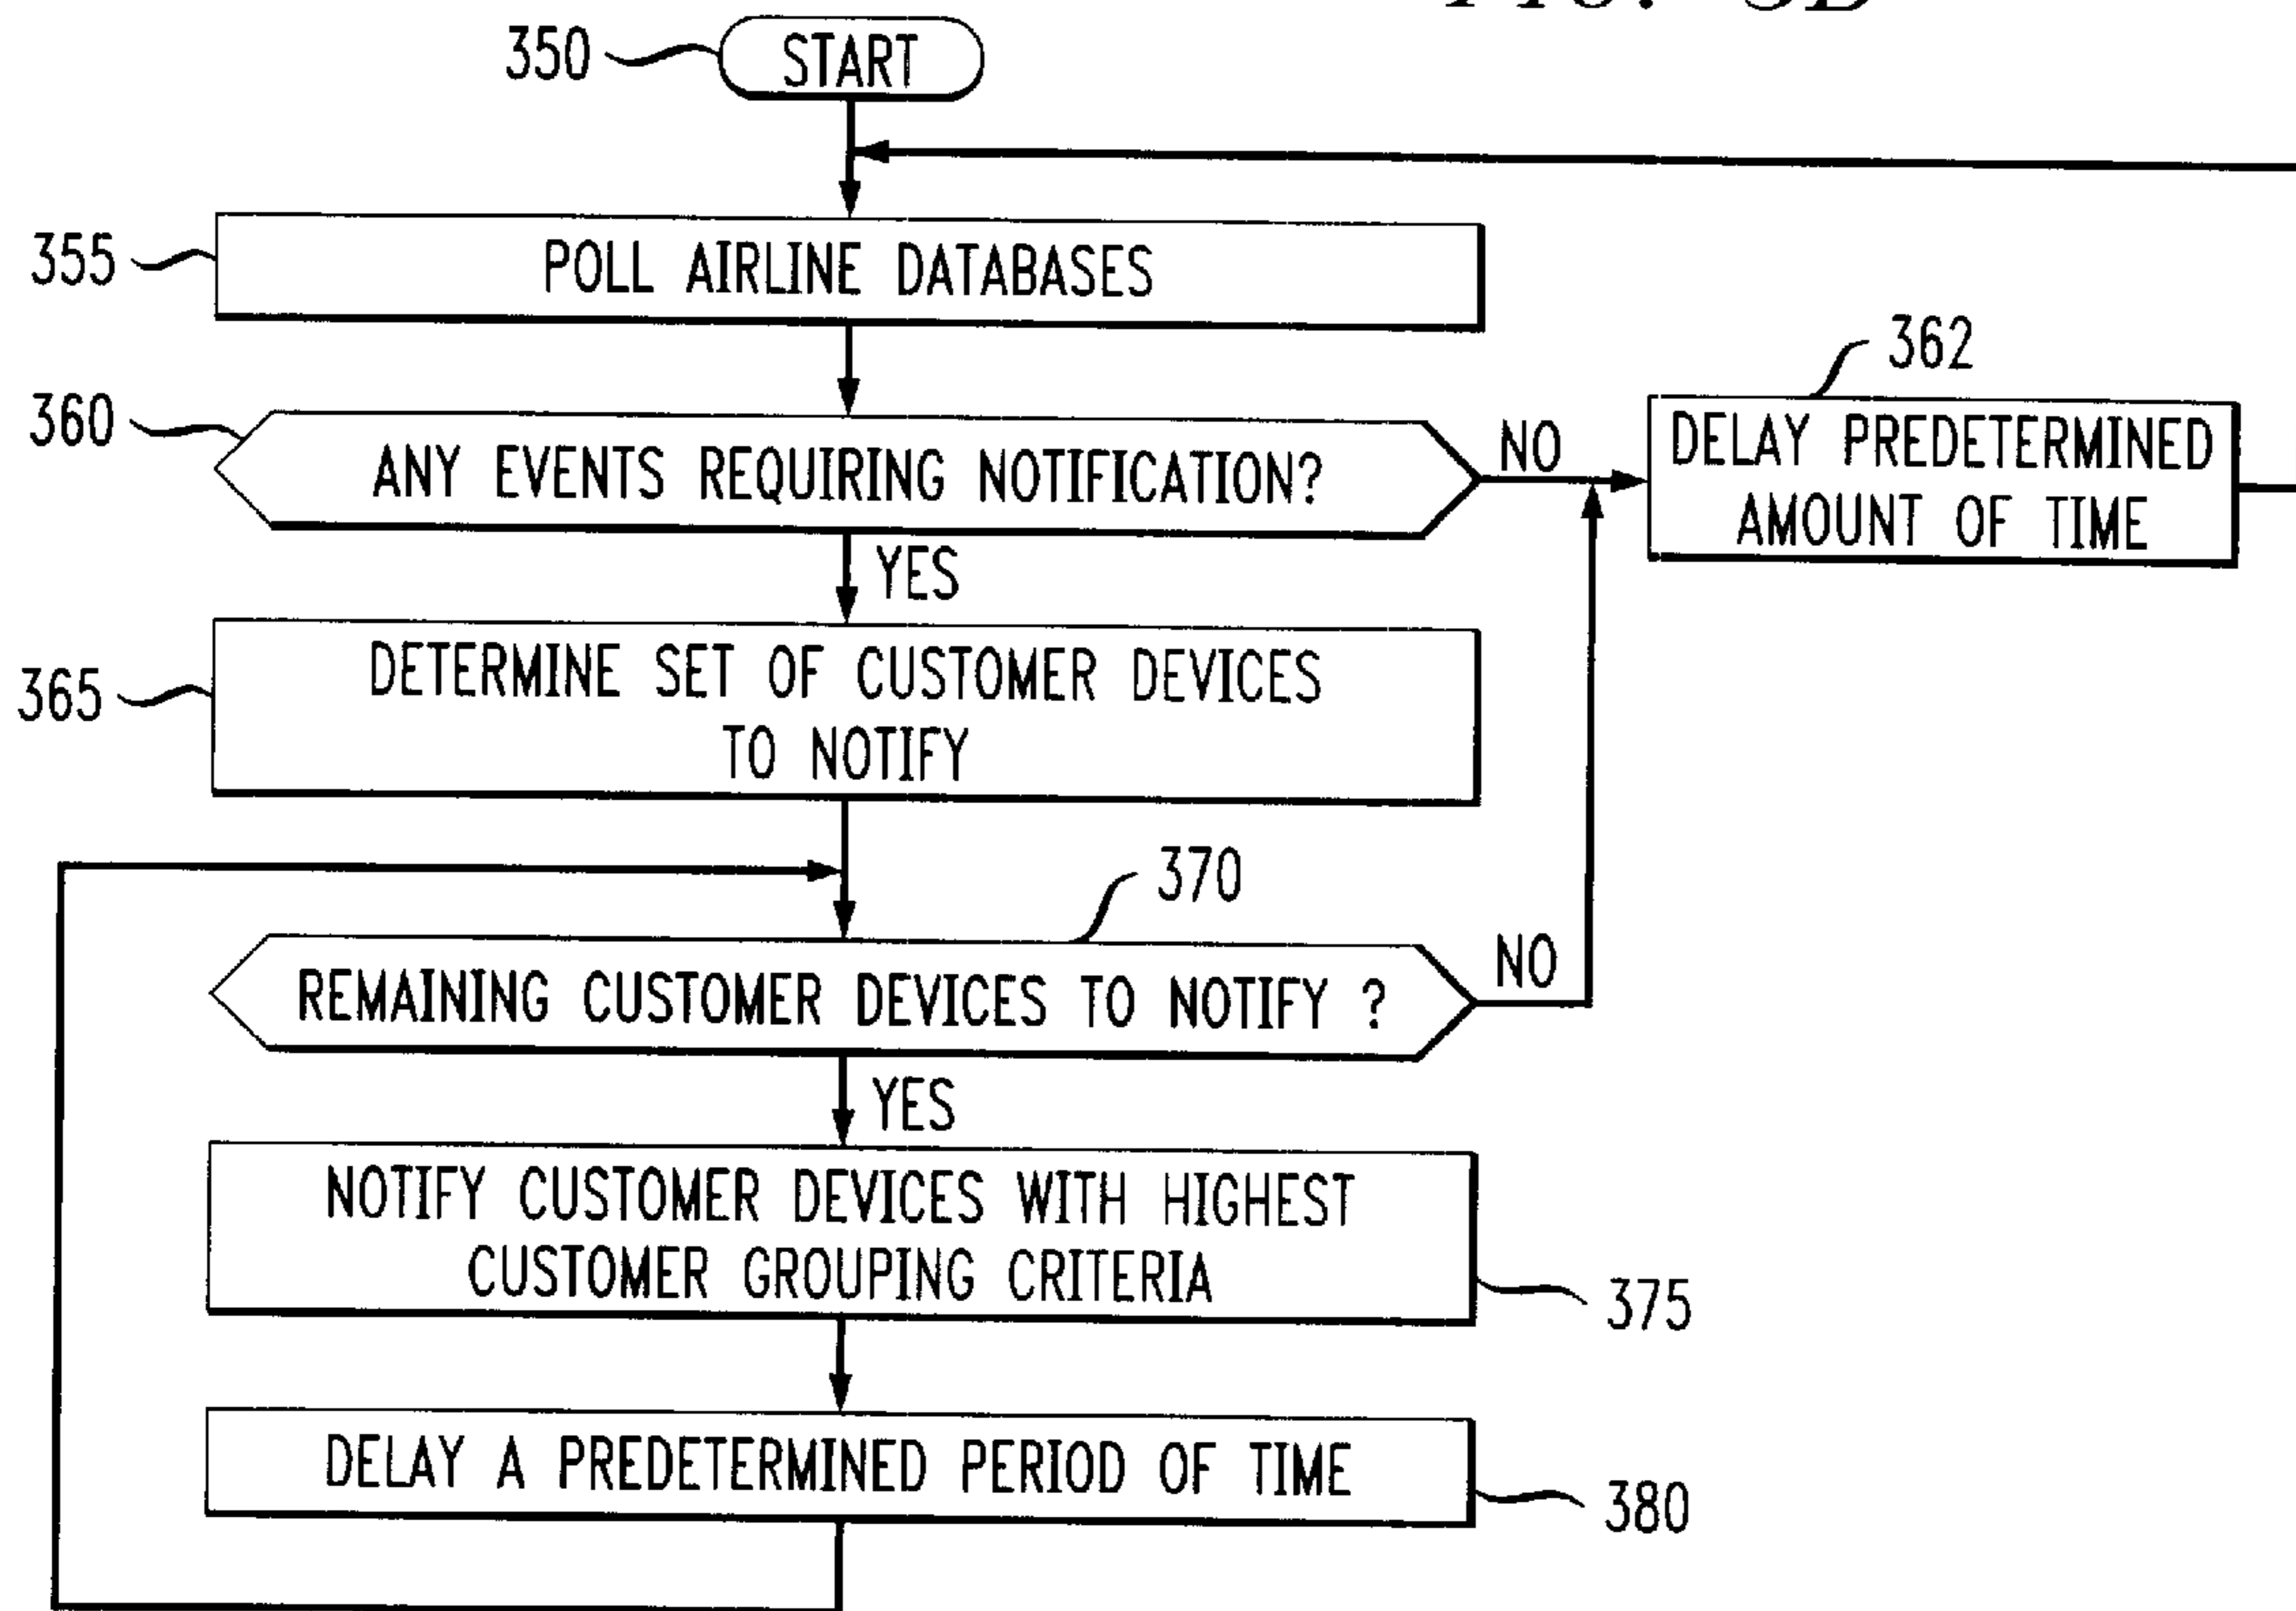 350
START
355
POLL AIRLINE DATABASES
362
360
ANY EVENTS REQUIRING NOTIFICATION?
NO
DELAY PREDETERMINED
AMOUNT OF TIME
YES
365
DETERMINE SET OF CUSTOMER DEVICES
TO NOTIFY
370
REMAINING CUSTOMER DEVICES TO NOTIFY ?
NO
YES
NOTIFY CUSTOMER DEVICES WITH HIGHEST
CUSTOMER GROUPING CRITERIA
375
DELAY A PREDETERMINED PERIOD OF TIME
380